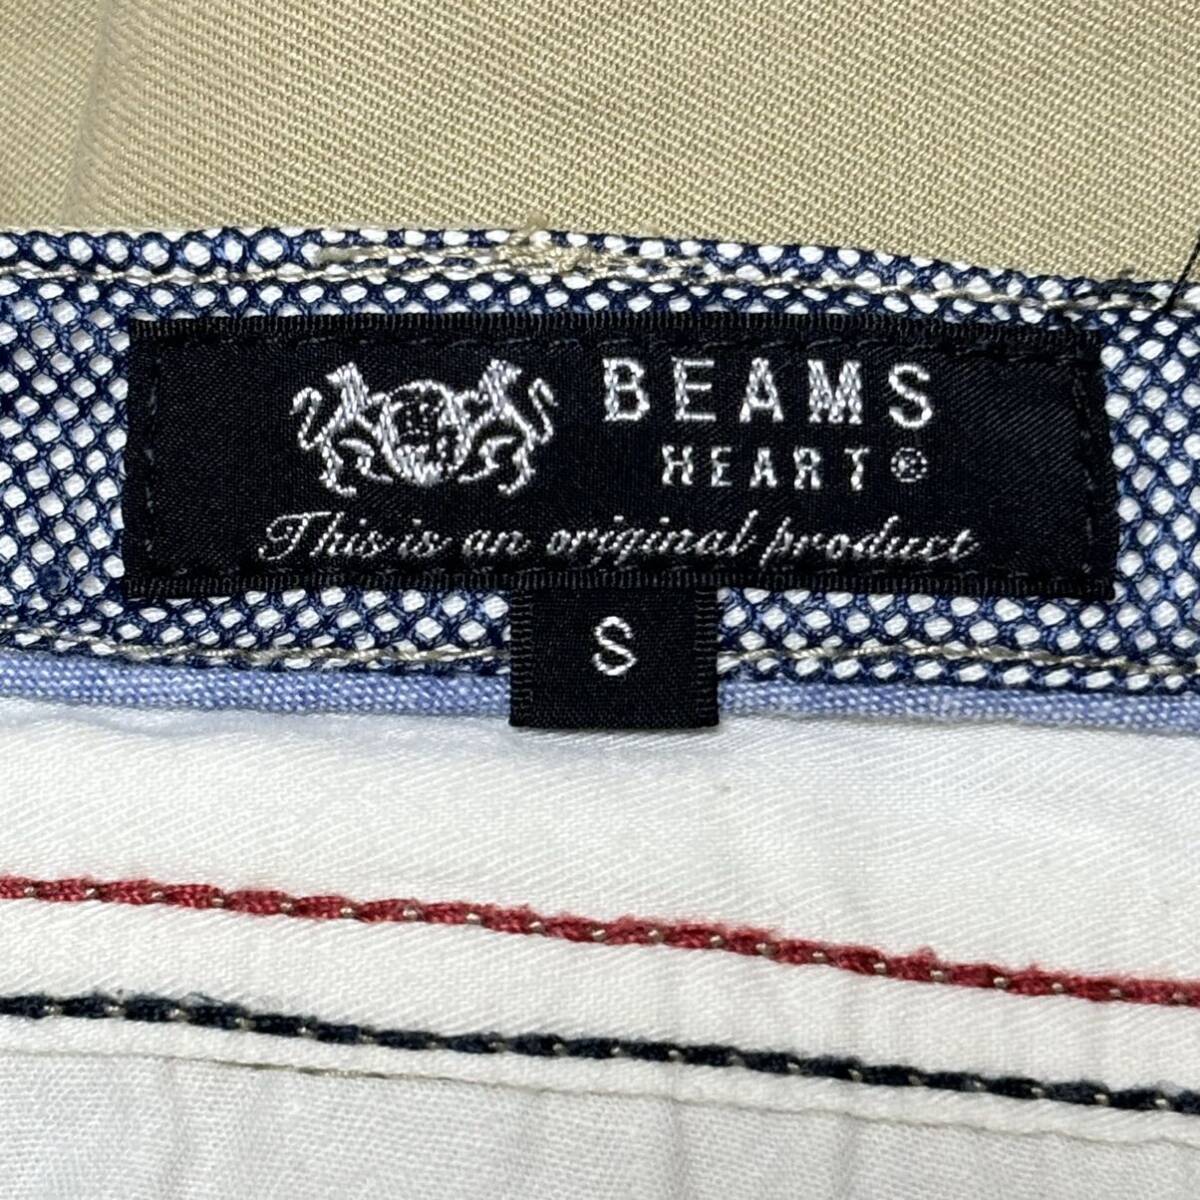 BEAMS
HEART®
This is an original product
S